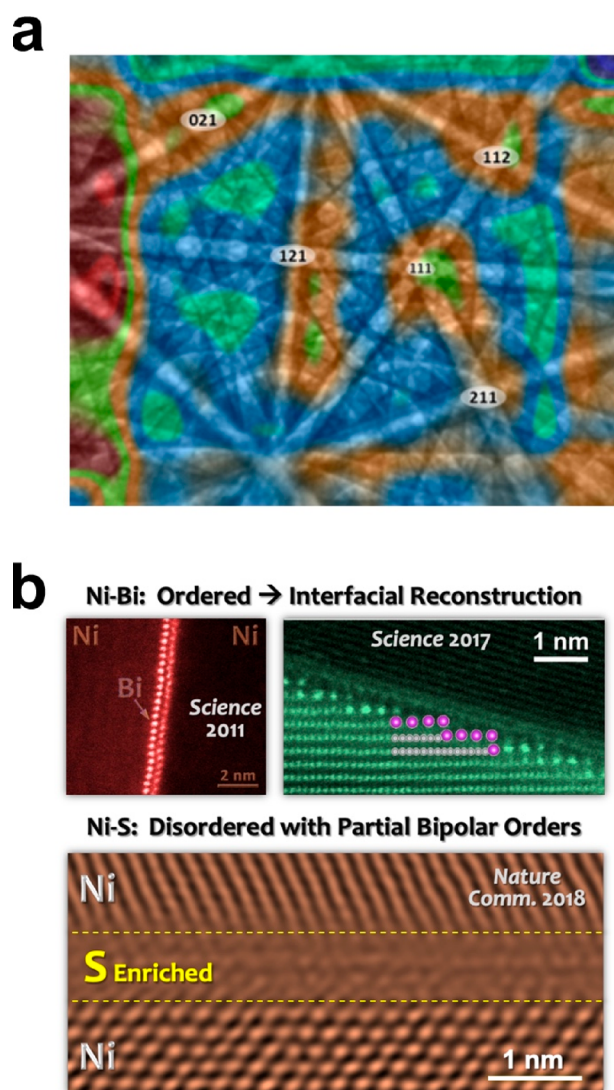 a
021
112
121
111
211
b
Ni-Bi: Ordered → Interfacial Reconstruction
Ni Ni
Science 2017
1 nm
Bi
Science
2011
2 nm
Ni-S: Disordered with Partial Bipolar Orders
Ni
Nature
Comm. 2018
S Enriched
Ni
1 nm